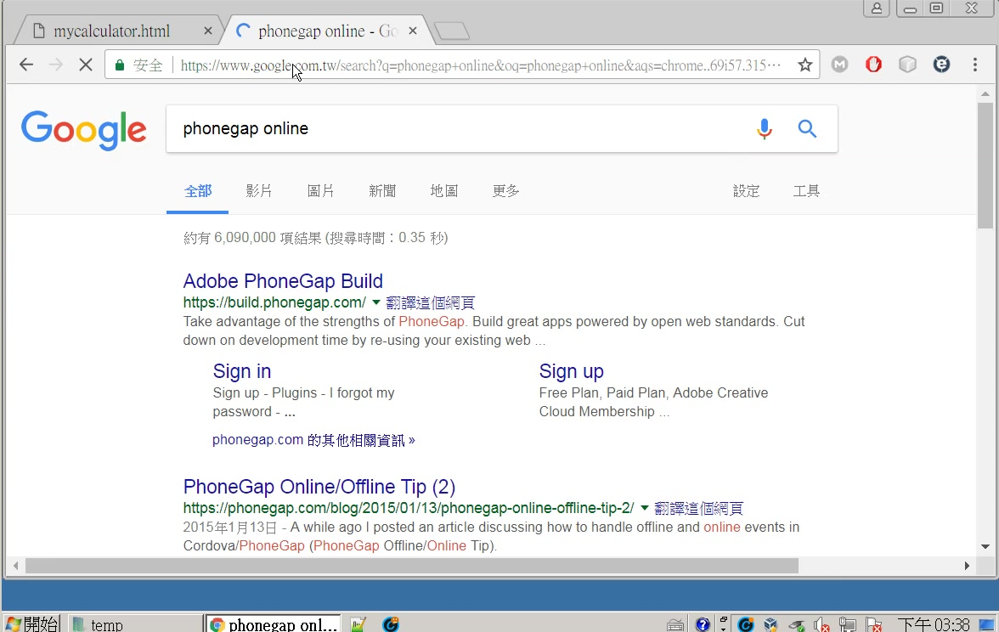 mycalculator.html
phonegap online - Go
安全
https://www.google.com.tw/search?q=phonegap+online&oq=phonegap+online&aqs=chrome..69i57.315···
Google
phonegap online
全部 影片 圖片 新聞 地圖 更多 設定 工具
約有 6,090,000 項結果 (搜尋時間：0.35 秒)
Adobe PhoneGap Build
https://build.phonegap.com/ 翻譯這個網頁
Take advantage of the strengths of PhoneGap. Build great apps powered by open web standards. Cut
down on development time by re-using your existing web ...
Sign in
Sign up - Plugins - I forgot my
password - ...
Sign up
Free Plan, Paid Plan, Adobe Creative
Cloud Membership ...
phonegap.com 的其他相關資訊 »
PhoneGap Online/Offline Tip (2)
https://phonegap.com/blog/2015/01/13/phonegap-online-offline-tip-2/ 翻譯這個網頁
2015年1月13日 - A while ago I posted an article discussing how to handle offline and online events in
Cordova/PhoneGap (PhoneGap Offline/Online Tip).
開始 temp phonegap onl... 下午 03:38